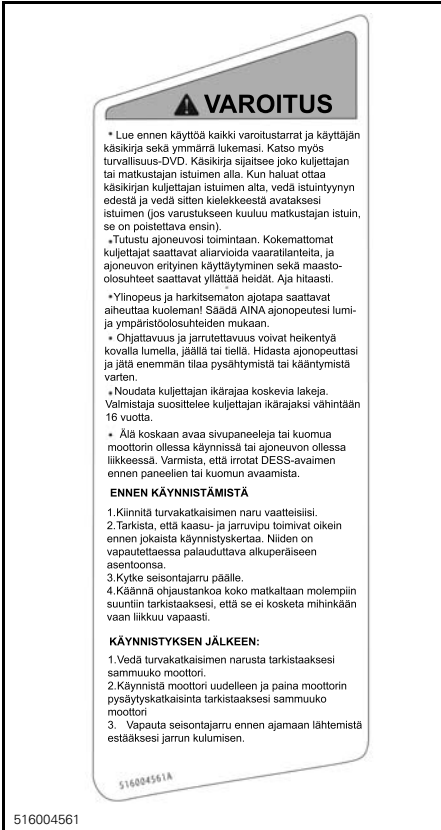 VAROITUS
* Lue ennen käyttöä kaikki varoitustarrat ja käyttäjän
käsikirja sekä ymmärrä lukemasi. Katso myös
turvallisuus-DVD. Käsikirja sijaitsee joko kuljettajan
tai matkustajan istuimen alla. Kun haluat ottaa
käsikirjan kuljettajan istuimen alta, vedä istuintyynyn
edestä ja vedä sitten kielekkeestä avataksesi
istuimen (jos varustukseen kuuluu matkustajan istuin,
se on poistettava ensin).
*Tutustu ajoneuvosi toimintaan. Kokemattomat
kuljettajat saattavat aliarvioida vaaratilanteita, ja
ajoneuvon erityinen käyttäytyminen sekä maasto-
olosuhteet saattavat yllättää heidät. Aja hitaasti.
*Ylinopeus ja harkitsematon ajotapa saattavat
aiheuttaa kuoleman! Säädä AINA ajonopeutesi lumi-
ja ympäristöolosuhteiden mukaan.
* Ohjattavuus ja jarrutettavuus voivat heikentyä
kovalla lumella, jäällä tai tiellä. Hidasta ajonopeuttasi
ja jätä enemmän tilaa pysähtymistä tai kääntymistä
varten.
*Noudata kuljettajan ikärajaa koskevia lakeja.
Valmistaja suosittelee kuljettajan ikärajaksi vähintään
16 vuotta.
* Älä koskaan avaa sivupaneeleja tai kuomua
moottorin ollessa käynnissä tai ajoneuvon ollessa
liikkeessä. Varmista, että irrotat DESS-avaimen
ennen paneelien tai kuomun avaamista.
ENNEN KÄYNNISTÄMISTÄ
1.Kiinnitä turvakatkaisimen naru vaatteisiisi.
2.Tarkista, että kaasu- ja jarruvipu toimivat oikein
ennen jokaista käynnistyskertaa. Niiden on
vapautettaessa palauduttava alkuperäiseen
asentoonsa.
3.Kytke seisontajarru päälle.
4.Käännä ohjaustankoa koko matkaltaan molempiin
suuntiin tarkistaaksesi, että se ei kosketa mihinkään
vaan liikkuu vapaasti.
KÄYNNISTYKSEN JÄLKEEN:
1.Vedä turvakatkaisimen narusta tarkistaaksesi
sammuuko moottori.
2.Käynnistä moottori uudelleen ja paina moottorin
pysäytyskatkaisinta tarkistaaksesi sammuuko
moottori
3. Vapauta seisontajarru ennen ajamaan lähtemistä
estääksesi jarrun kulumisen.
516004561A
516004561